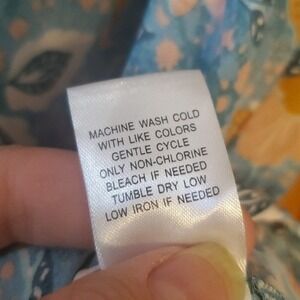 MACHINE WASH COLD
WITH LIKE COLORS
GENTLE CYCLE
ONLY NON-CHLORINE
BLEACH IF NEEDED
TUMBLE DRY LOW
LOW IRON IF NEEDED